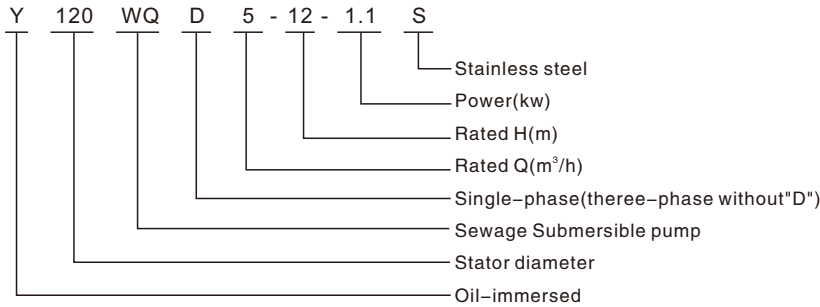 Y 120 WQ D 5 - 12 - 1.1 S
Stainless steel
Power(kw)
Rated H(m)
Rated Q(m³/h)
Single-phase(theree-phase without"D")
Sewage Submersible pump
Stator diameter
Oil-immersed